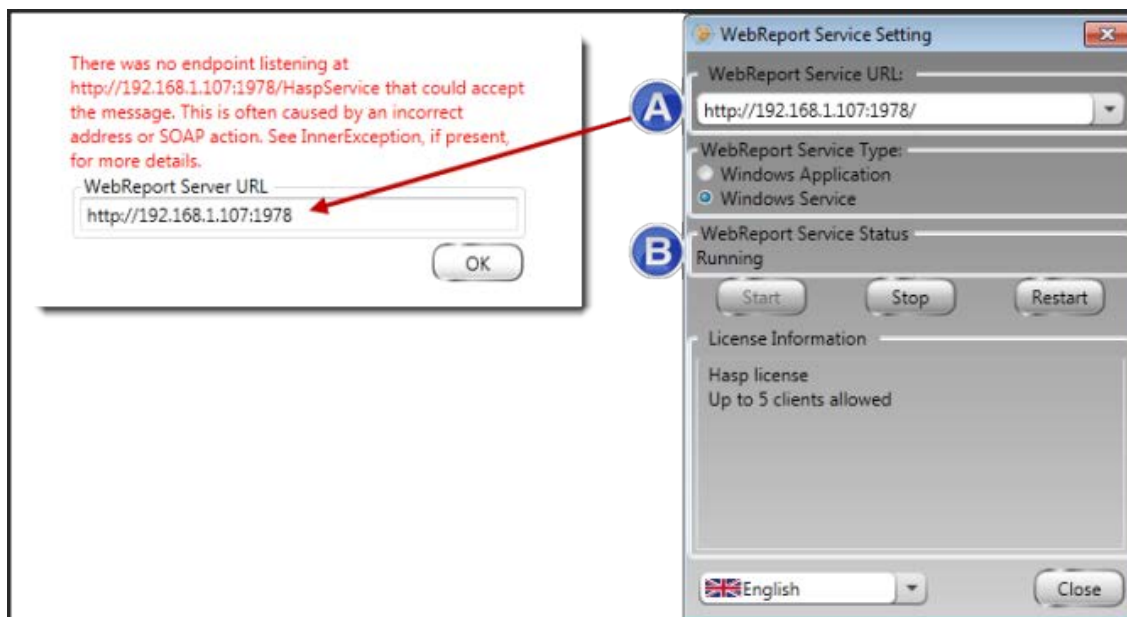 There was no endpoint listening at
http://192.168.1.107:1978/HaspService that could accept
the message. This is often caused by an incorrect
address or SOAP action. See InnerException, if present,
for more details.
WebReport Server URL
http://192.168.1.107:1978
OK
A
B
WebReport Service Setting
WebReport Service URL:
http://192.168.1.107:1978/
WebReport Service Type:
Windows Application
Windows Service
WebReport Service Status
Running
Start Stop Restart
License Information
Hasp license
Up to 5 clients allowed
English
Close